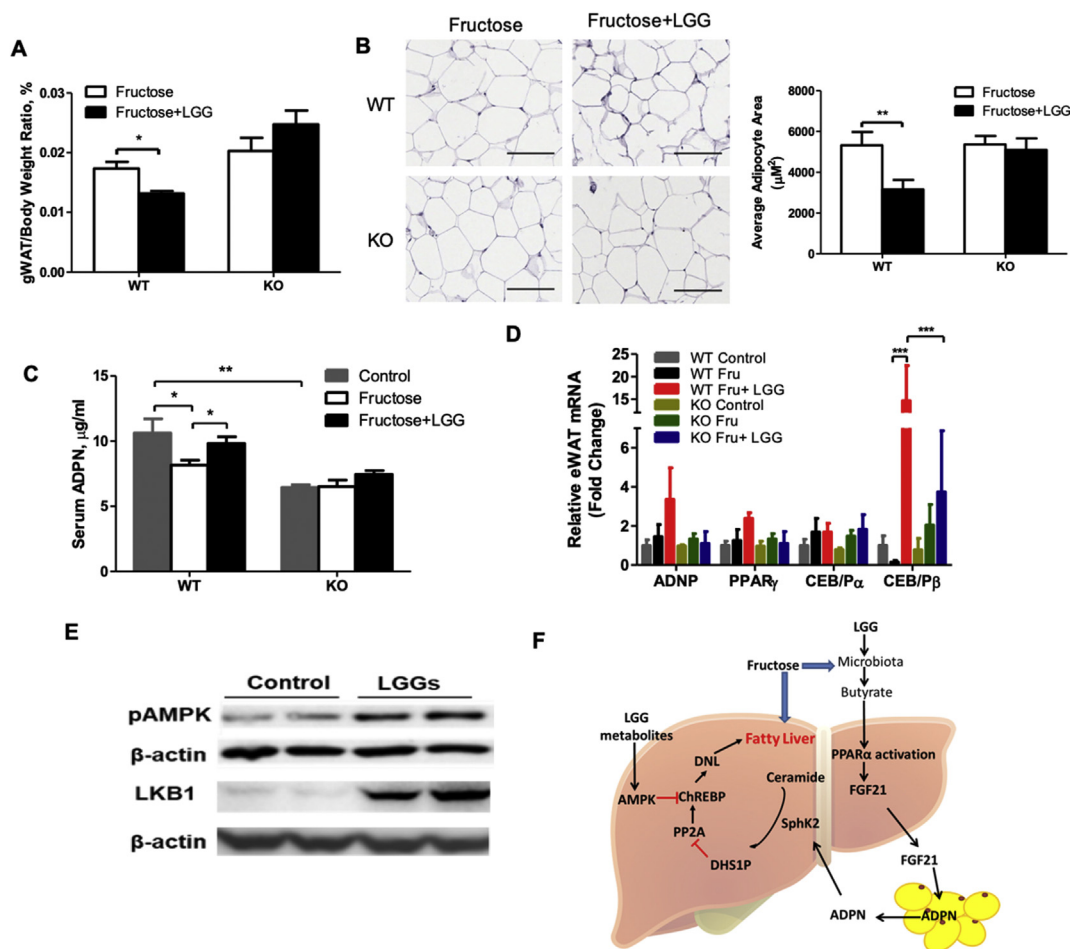 A
gWAT/Body Weight Ratio, %
0.03
0.02
0.01
0.00
Fructose
Fructose+LGG
*
WT
KO
B
Fructose
Fructose+LGG
WT
KO
Average Adipocyte Area
(μM²)
8000
6000
4000
2000
0
Fructose
Fructose+LGG
**
WT
KO
C
Serum ADPN, μg/ml
15
10
5
0
**
*
*
Control
Fructose
Fructose+LGG
WT
KO
D
Relative eWAT mRNA
(Fold Change)
25
20
15
10
6
4
2
0
WT Control
WT Fru
WT Fru+ LGG
KO Control
KO Fru
KO Fru+ LGG
***
***
ADNP
PPARγ
CEB/Pα
CEB/Pβ
E
Control
LGGs
pAMPK
β-actin
LKB1
β-actin
F
LGG
Fructose
Microbiota
Butyrate
LGG
metabolites
Fatty Liver
PPARα activation
DNL
Ceramide
FGF21
AMPK
ChREBP
PP2A
SphK2
DHS1P
FGF21
ADPN
ADPN